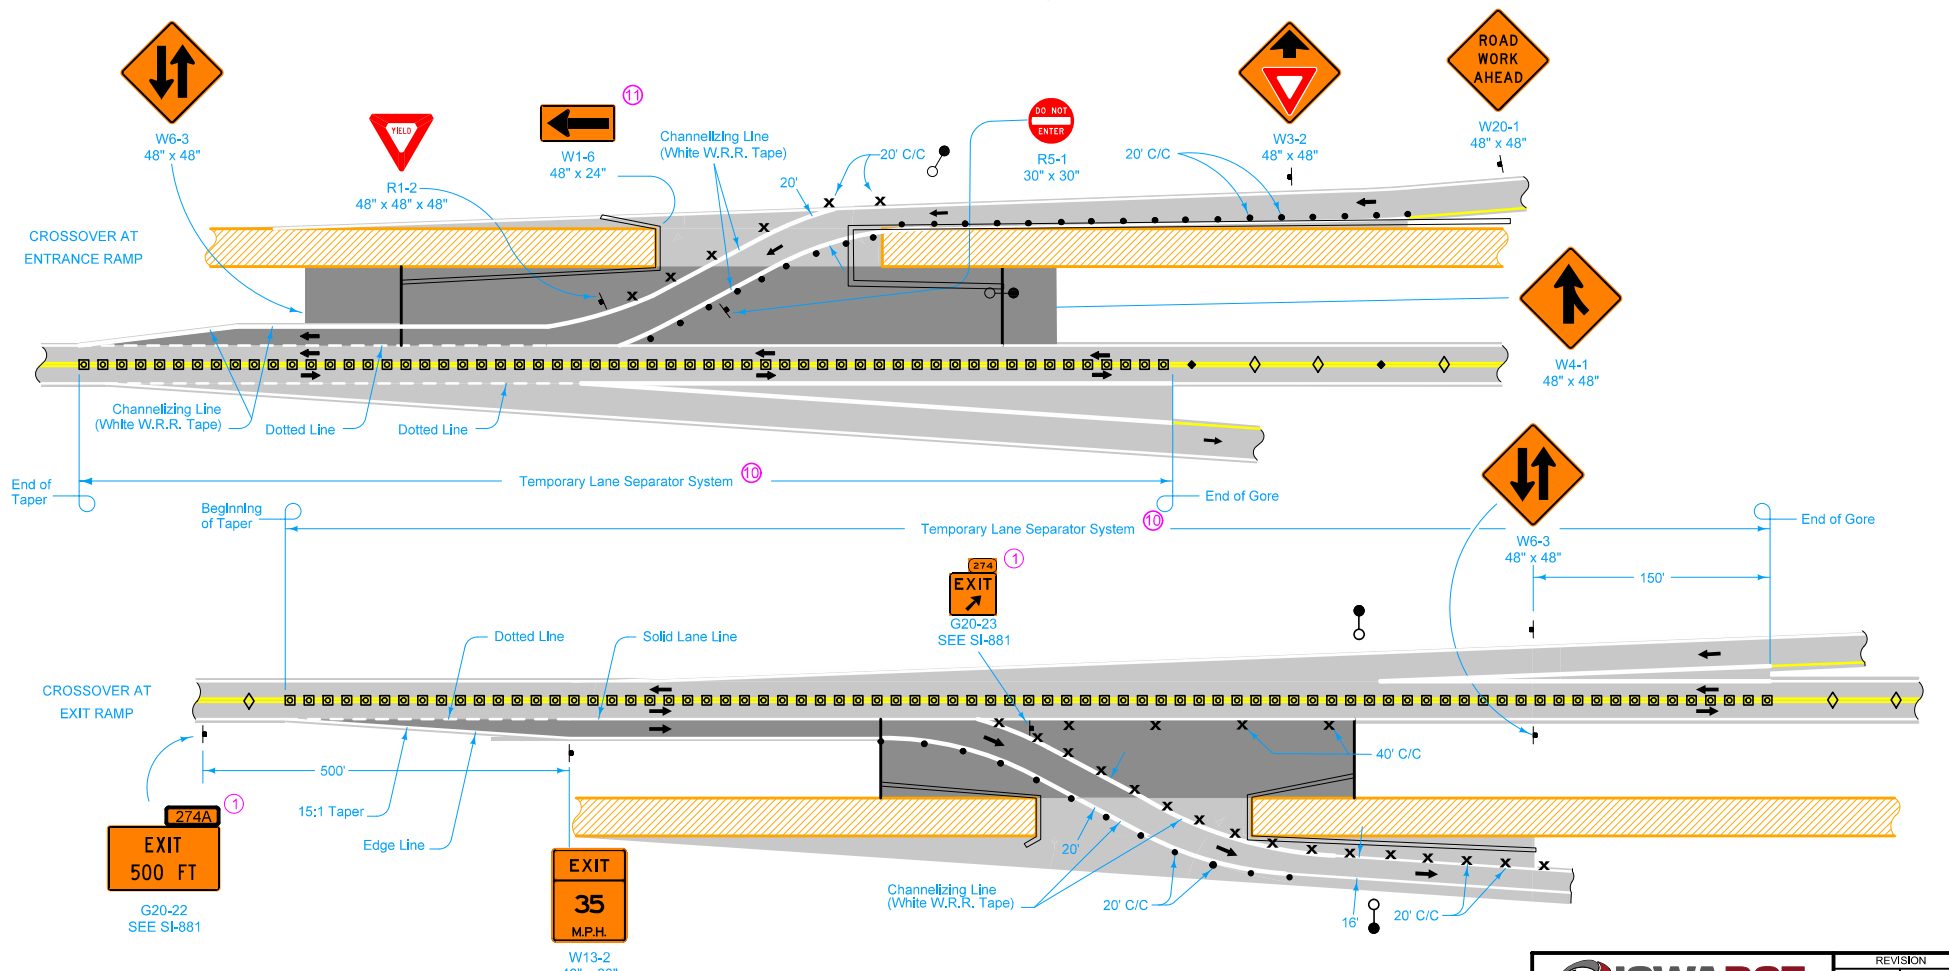 ROAD
WORK
AHEAD
W6-3
48" x 48"
YIELD
R1-2
48" x 48" x 48"
11
W1-6
48" x 24"
Channelizing Line
(White W.R.R. Tape)
20'
20' C/C
DO NOT
ENTER
R5-1
30" x 30"
20' C/C
W3-2
48" x 48"
W20-1
48" x 48"
CROSSOVER AT
ENTRANCE RAMP
W4-1
48" x 48"
Channelizing Line
(White W.R.R. Tape)
Dotted Line
Dotted Line
End of
Taper
Temporary Lane Separator System 10
End of Gore
Beginning
of Taper
Temporary Lane Separator System 10
End of Gore
W6-3
48" x 48"
150'
274
EXIT
1
G20-23
SEE SI-881
Dotted Line
Solid Lane Line
CROSSOVER AT
EXIT RAMP
500'
15:1 Taper
Edge Line
40' C/C
274A
1
EXIT
500 FT
G20-22
SEE SI-881
EXIT
35
M.P.H.
W13-2
20'
Channelizing Line
(White W.R.R. Tape)
20' C/C
16'
20' C/C
IOWADOT
REVISION